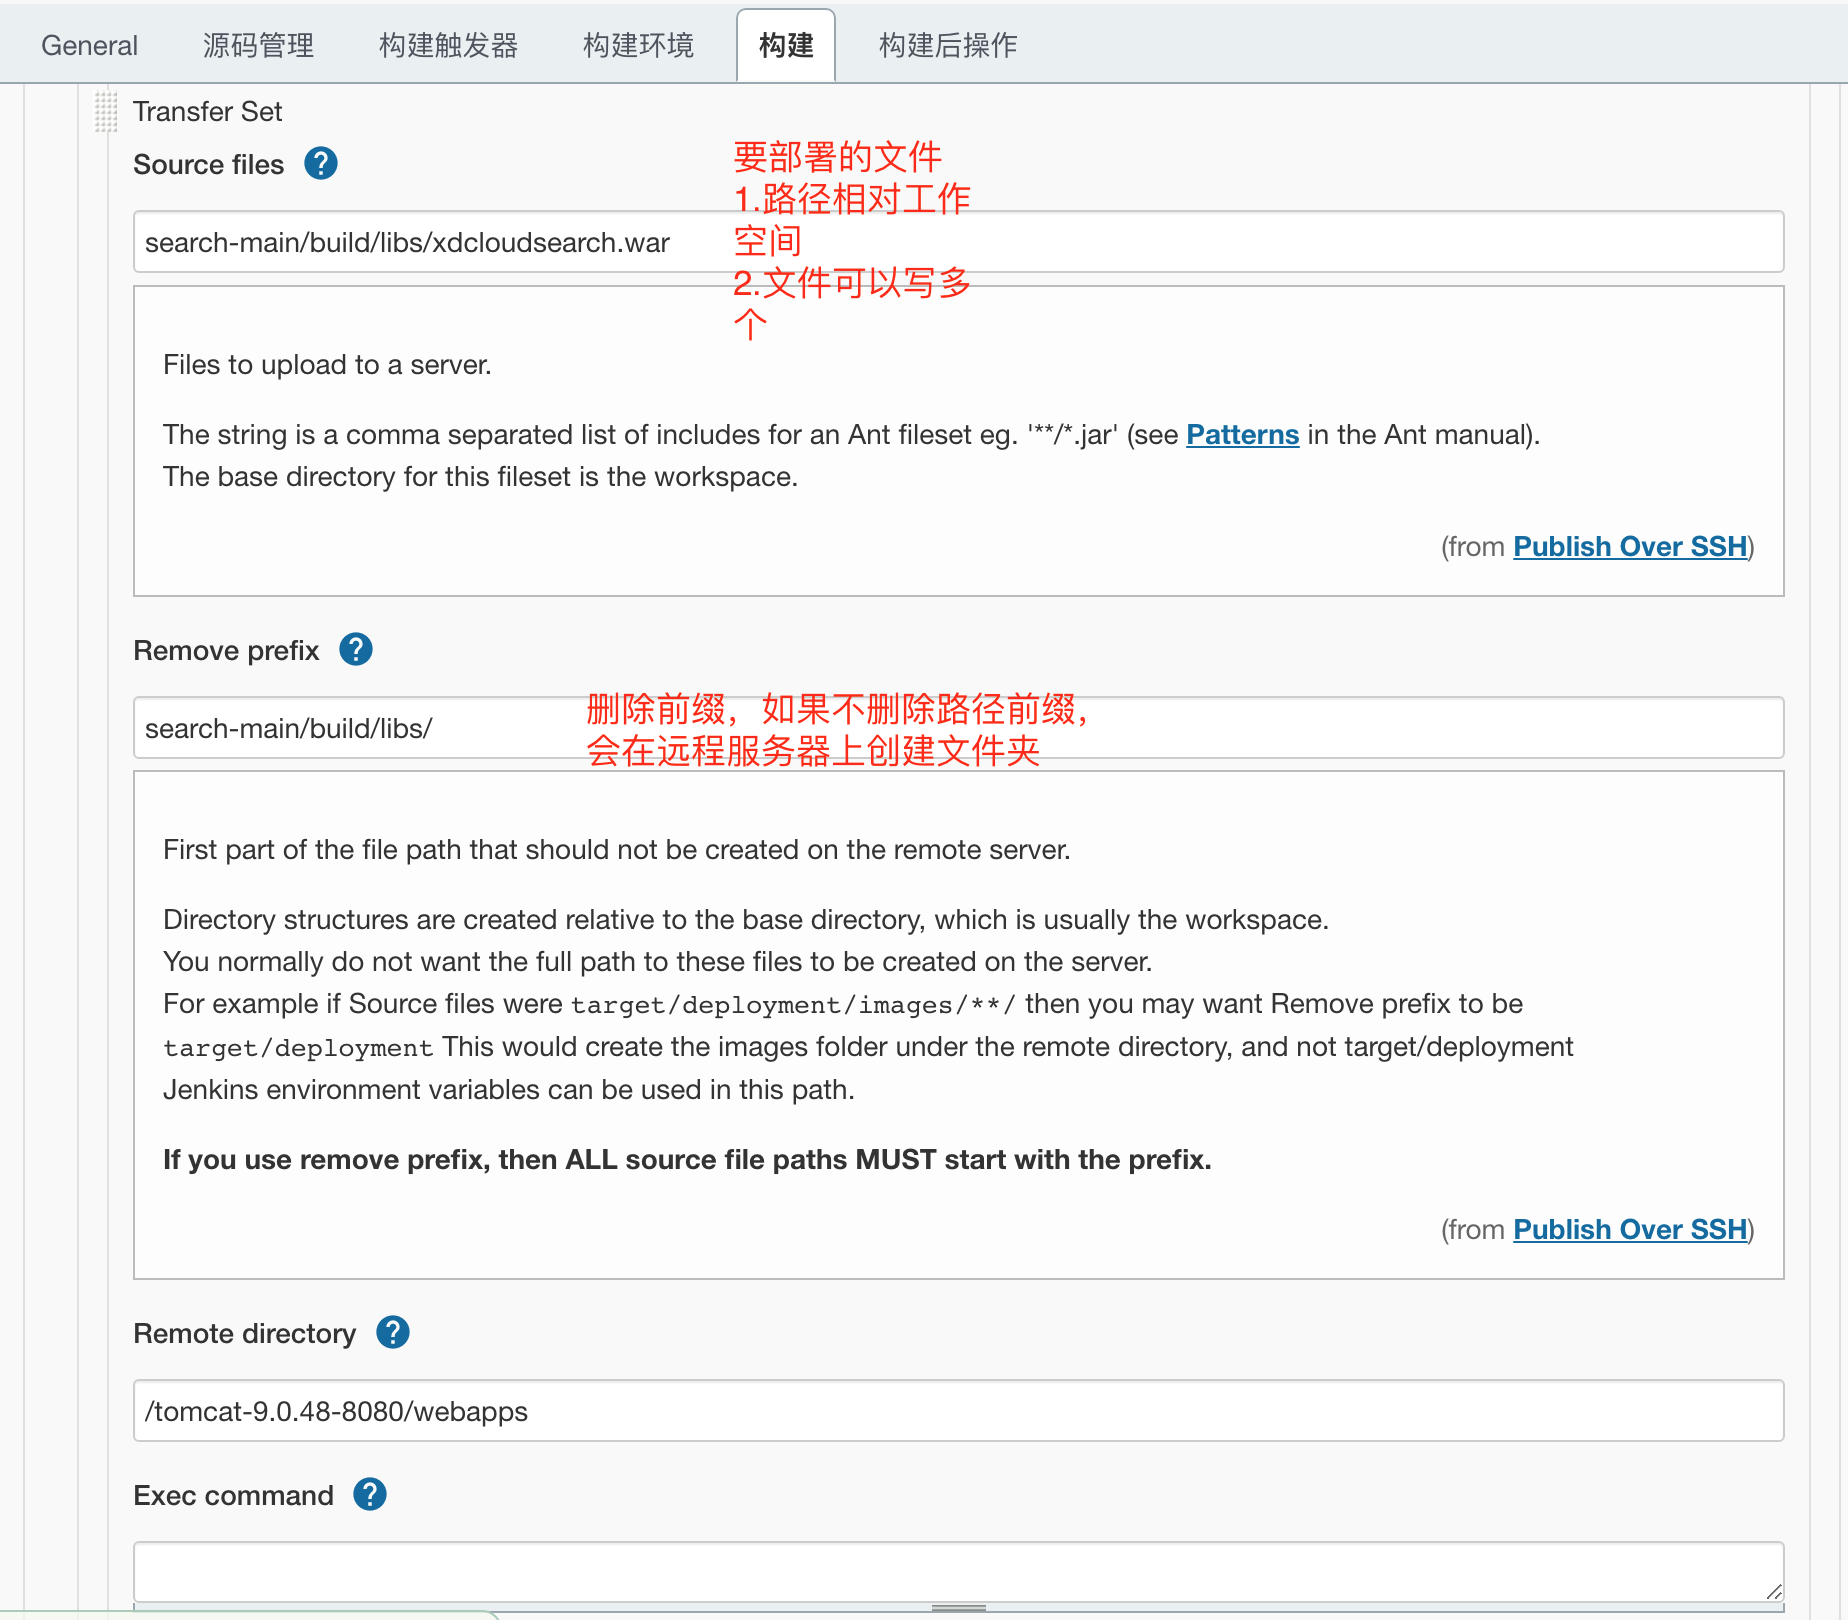 General 源码管理 构建触发器 构建环境 构建 构建后操作
Transfer Set
Source files ?
要部署的文件
1.路径相对工作
空间
2.文件可以写多
个
search-main/build/libs/xdcloudsearch.war
Files to upload to a server.
The string is a comma separated list of includes for an Ant fileset eg. '**/*.jar' (see Patterns in the Ant manual).
The base directory for this fileset is the workspace.
(from Publish Over SSH)
Remove prefix ?
search-main/build/libs/
删除前缀，如果不删除路径前缀，
会在远程服务器上创建文件夹
First part of the file path that should not be created on the remote server.
Directory structures are created relative to the base directory, which is usually the workspace.
You normally do not want the full path to these files to be created on the server.
For example if Source files were target/deployment/images/**/ then you may want Remove prefix to be
target/deployment This would create the images folder under the remote directory, and not target/deployment
Jenkins environment variables can be used in this path.
If you use remove prefix, then ALL source file paths MUST start with the prefix.
(from Publish Over SSH)
Remote directory ?
/tomcat-9.0.48-8080/webapps
Exec command ?